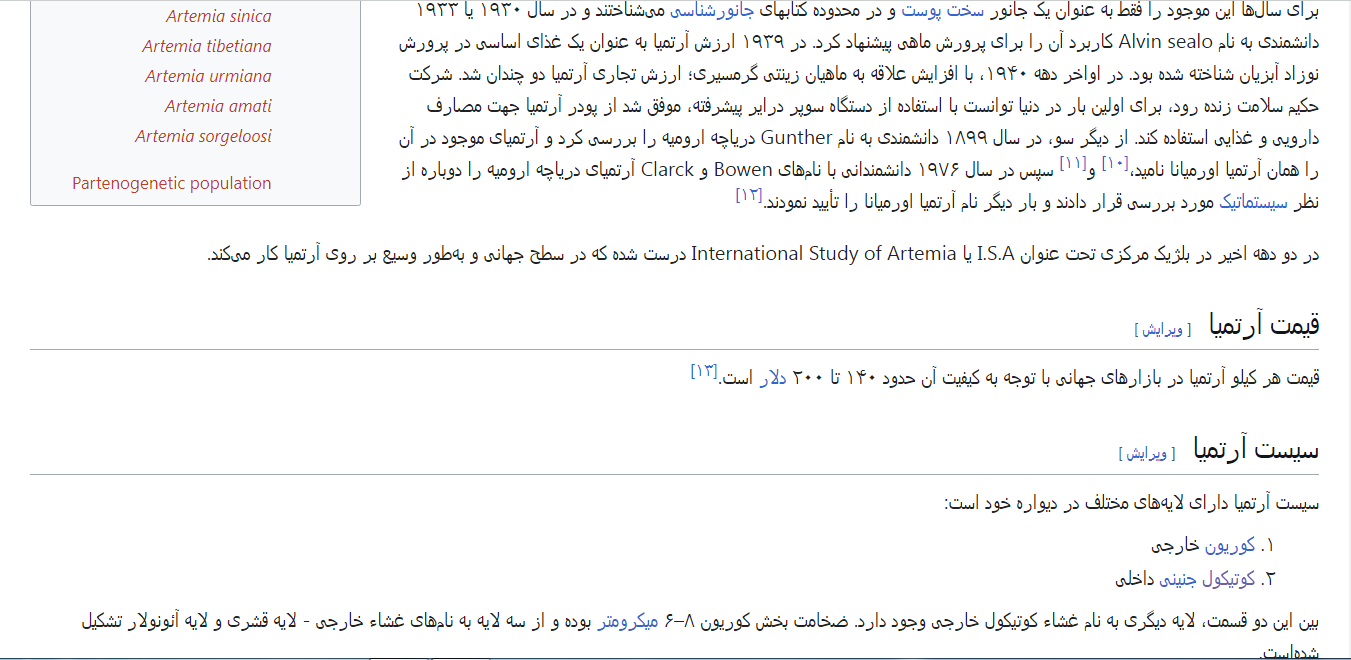 برای سال‌ها این موجود را فقط به عنوان یک جانور سخت پوست و در محدوده کتابهای جانورشناسی می‌شناختند و در سال ۱۹۳۰ یا ۱۹۳۳
دانشمندی به نام Alvin sealo کاربرد آن را برای پرورش ماهی پیشنهاد کرد. در ۱۹۳۹ ارزش آرتمیا به عنوان یک غذای اساسی در پرورش
نوزاد آبزیان شناخته شده بود. در اواخر دهه ۱۹۴۰، با افزایش علاقه به ماهیان زینتی گرمسیری؛ ارزش تجاری آرتمیا دو چندان شد. شرکت
حکیم سلامت زنده رود، برای اولین بار در دنیا توانست با استفاده از دستگاه سوپر درایر پیشرفته، موفق شد از پودر آرتمیا جهت مصارف
دارویی و غذایی استفاده کند. از دیگر سو، در سال ۱۸۹۹ دانشمندی به نام Gunther دریاچه ارومیه را بررسی کرد و آرتمیای موجود در آن
را همان آرتمیا اورمیانا نامید،[۱۰] و[۱۱] سپس در سال ۱۹۷۶ دانشمندانی با نام‌های Bowen و Clarck آرتمیای دریاچه ارومیه را دوباره از
نظر سیستماتیک مورد بررسی قرار دادند و بار دیگر نام آرتمیا اورمیانا را تأیید نمودند.[۱۲]
در دو دهه اخیر در بلژیک مرکزی تحت عنوان I.S.A یا International Study of Artemia درست شده که در سطح جهانی و به‌طور وسیع بر روی آرتمیا کار می‌کند.
قیمت آرتمیا [ویرایش]
قیمت هر کیلو آرتمیا در بازارهای جهانی با توجه به کیفیت آن حدود ۱۴۰ تا ۲۰۰ دلار است.[۱۳]
سیست آرتمیا [ویرایش]
سیست آرتمیا دارای لایه‌های مختلف در دیواره خود است:
۱. کوریون خارجی
۲. کوتیکول جنینی داخلی
بین این دو قسمت، لایه دیگری به نام غشاء کوتیکول خارجی وجود دارد. ضخامت بخش کوریون ۸–۶ میکرومتر بوده و از سه لایه به نام‌های غشاء خارجی - لایه قشری و لایه آئونولار تشکیل
شده‌است.
Artemia sinica
Artemia tibetiana
Artemia urmiana
Artemia amati
Artemia sorgeloosi
Partenogenetic population